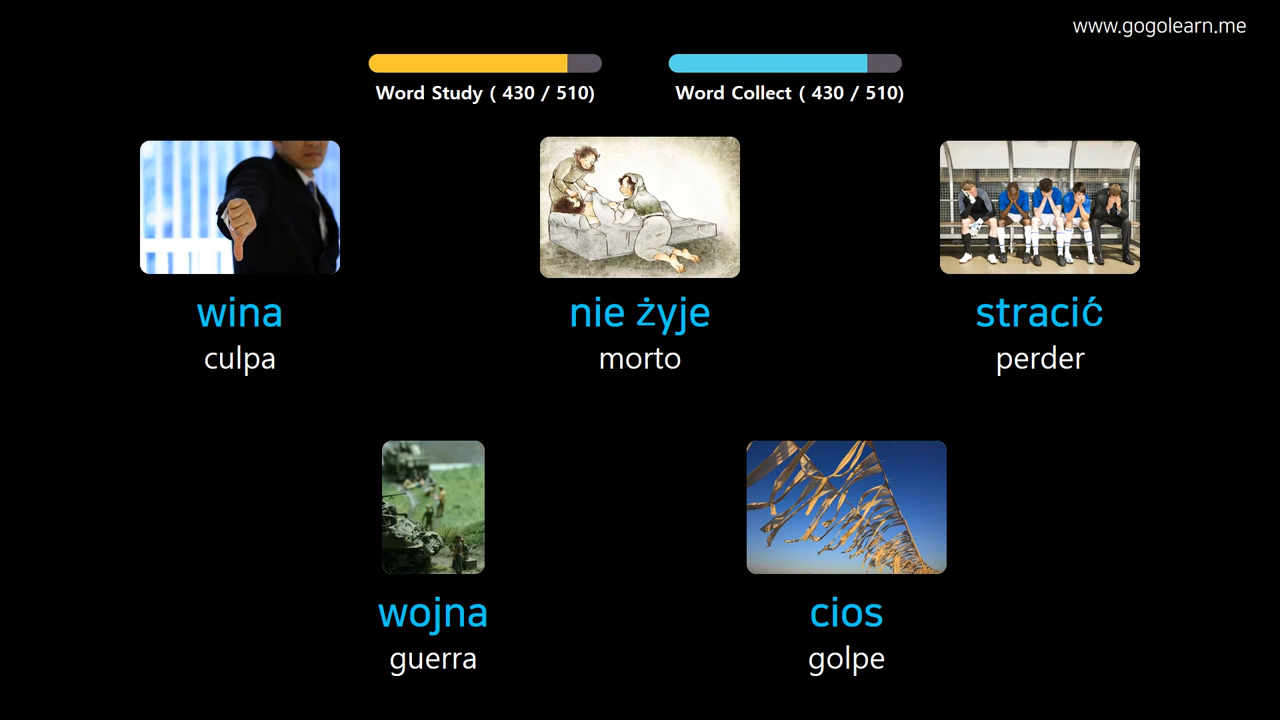 www.gogolearn.me
Word Study ( 430 / 510)
Word Collect ( 430 / 510)
wina
culpa
nie żyje
morto
stracić
perder
wojna
guerra
cios
golpe